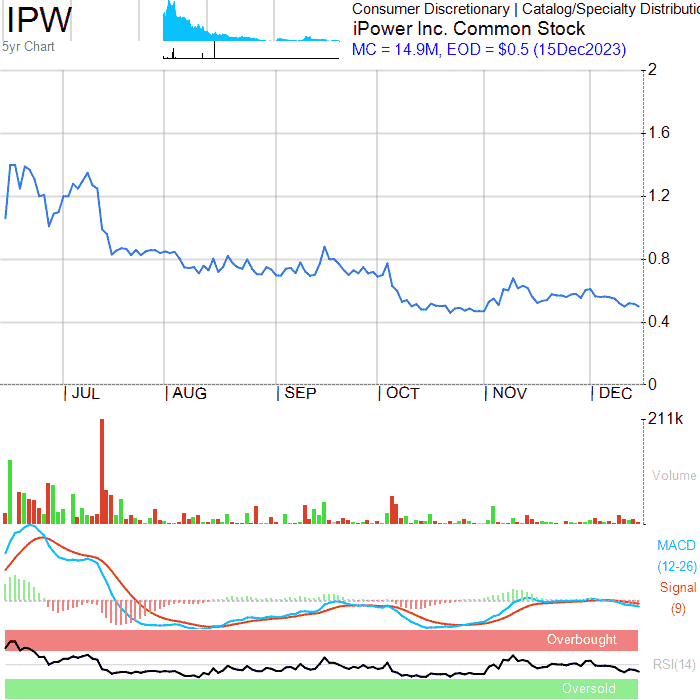 IPW
5yr Chart
Consumer Discretionary | Catalog/Specialty Distributio
iPower Inc. Common Stock
MC = 14.9M, EOD = $0.5 (15Dec2023)
2
1.6
1.2
0.8
0.4
0
JUL AUG SEP OCT NOV DEC
211k
Volume
MACD
(12-26)
Signal
(9)
Overbought
RSI(14)
Oversold